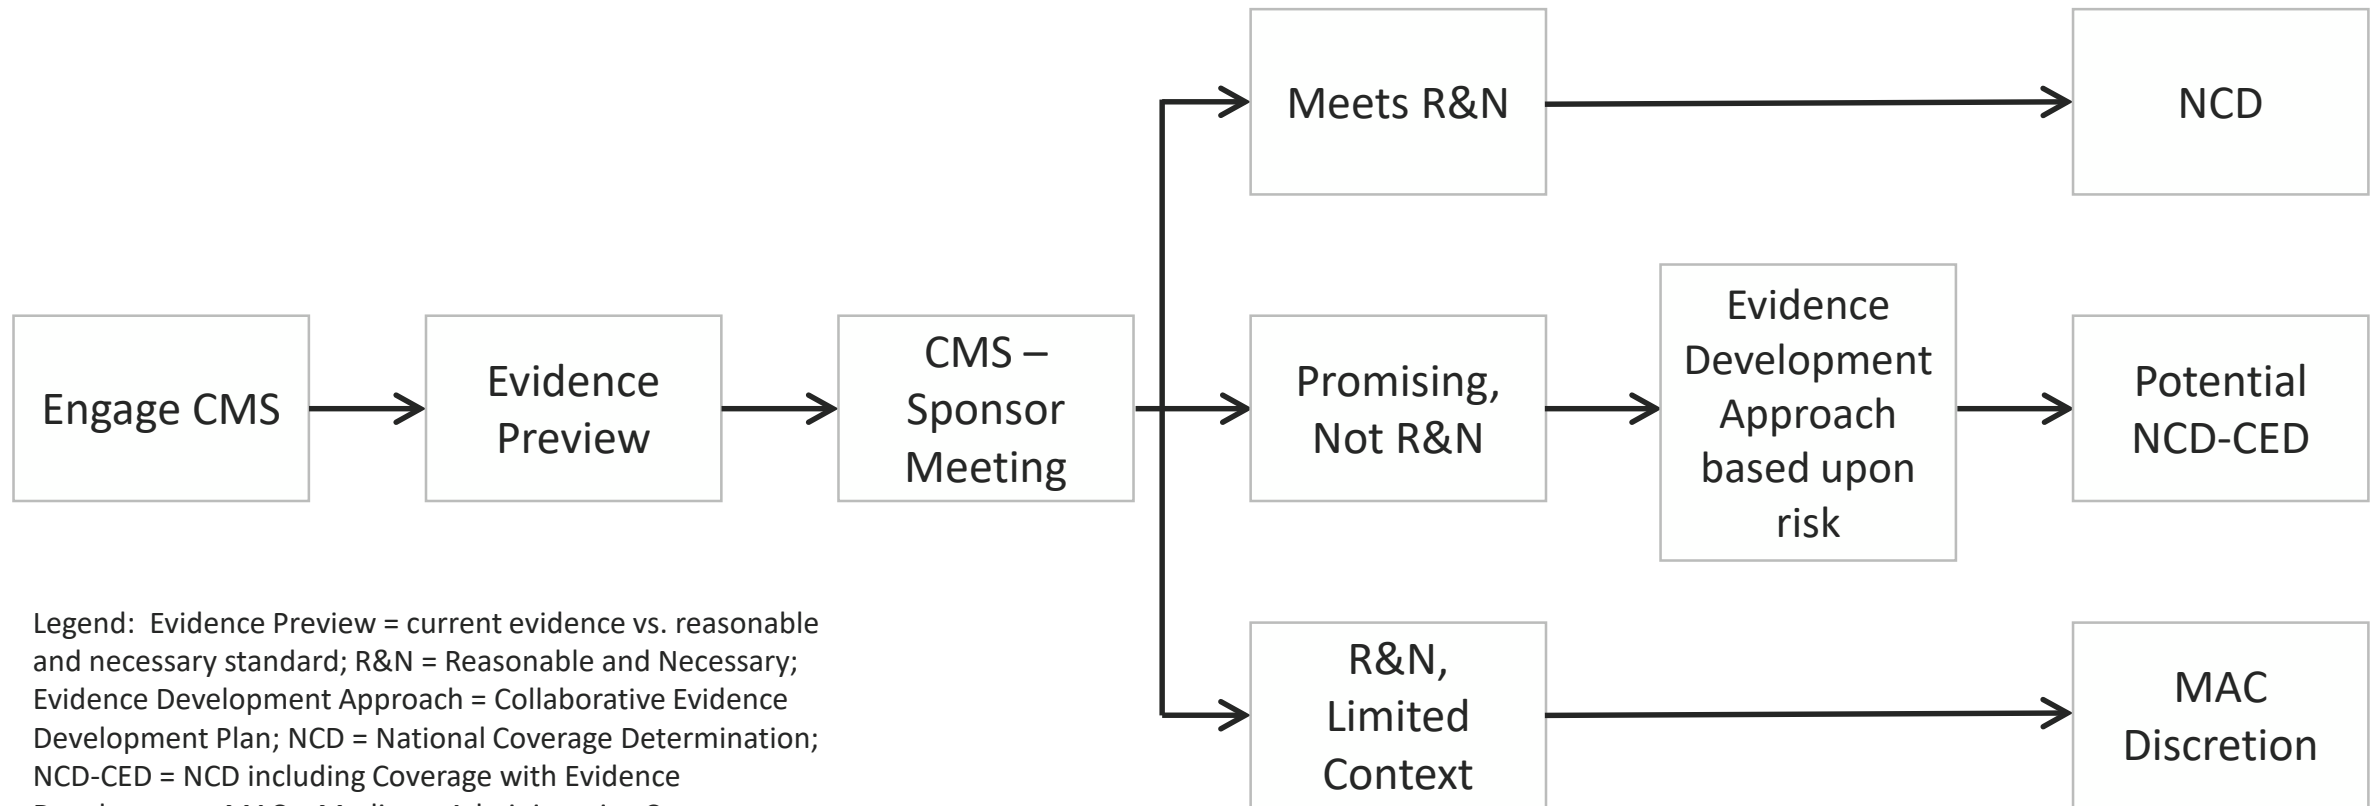 Meets R&N
NCD
Engage CMS
Evidence
Preview
CMS –
Sponsor
Meeting
Promising,
Not R&N
Evidence
Development
Approach
based upon
risk
Potential
NCD-CED
R&N,
Limited
Context
MAC
Discretion
Legend:  Evidence Preview = current evidence vs. reasonable
and necessary standard; R&N = Reasonable and Necessary;
Evidence Development Approach = Collaborative Evidence
Development Plan; NCD = National Coverage Determination;
NCD-CED = NCD including Coverage with Evidence